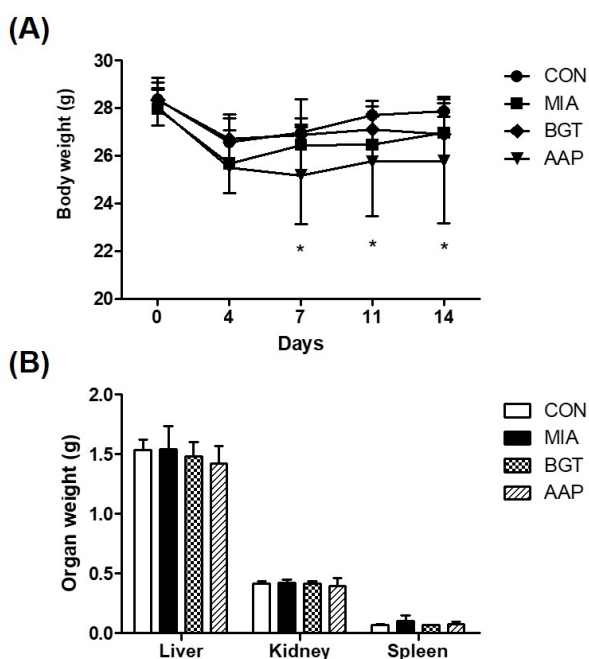 (A)
Body weight (g)
30
28
26
24
22
20
* * *
0 4 7 11 14
Days
CON
MIA
BGT
AAP
(B)
Organ weight (g)
2.0
1.5
1.0
0.5
0.0
Liver Kidney Spleen
CON
MIA
BGT
AAP